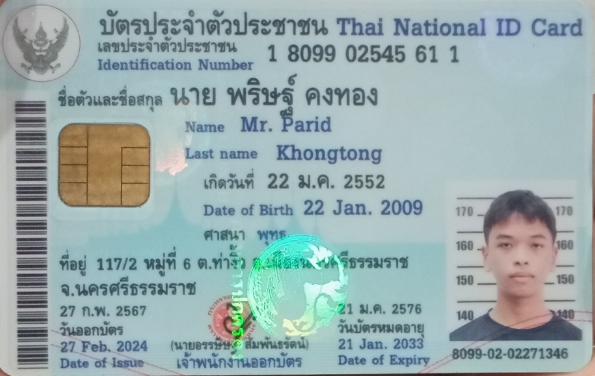 บัตรประจำตัวประชาชน Thai National ID Card
เลขประจำตัวประชาชน
Identification Number 1 8099 02545 61 1
ชื่อตัวและชื่อสกุล นาย พริษฐ์ คงทอง
Name Mr. Parid
Last name Khongtong
เกิดวันที่ 22 ม.ค. 2552
Date of Birth 22 Jan. 2009
ศาสนา พุทธ
ที่อยู่ 117/2 หมู่ที่ 6
จ.นครศรีธรรมราช
27 ก.พ. 2567
วันออกบัตร
27 Feb. 2024
Date of Issue
เจ้าพนักงานออกบัตร
21 ม.ค. 2576
วันบัตรหมดอายุ
21 Jan. 2033
Date of Expiry
170 170
160 160
150 150
140 140
8099-02-02271346